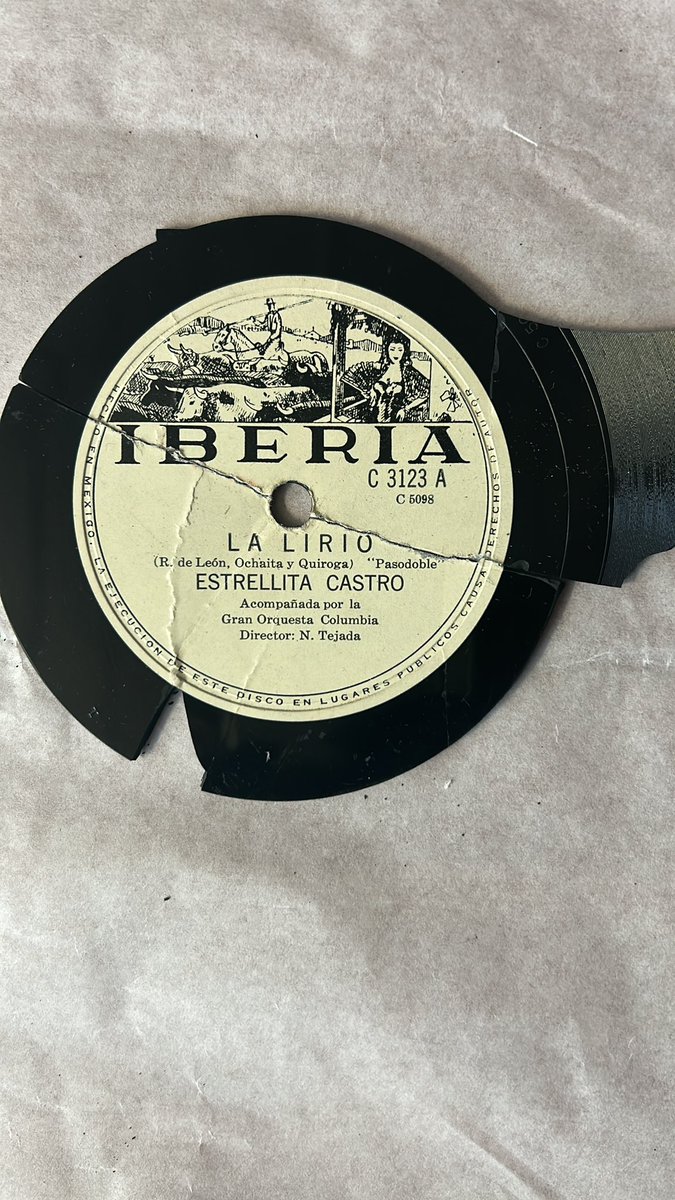 IBERIA
C 3123 A
C 5098
LA LIRIO
(R. de León, Ochaita y Quiroga) "Pasodoble"
ESTRELLITA CASTRO
Acompañada por la
Gran Orquesta Columbia
Director: N. Tejada
HECHO EN MEXICO. LA EJECUCION DE ESTE DISCO EN LUGARES PUBLICOS CAUSA DERECHOS DE AUTOR